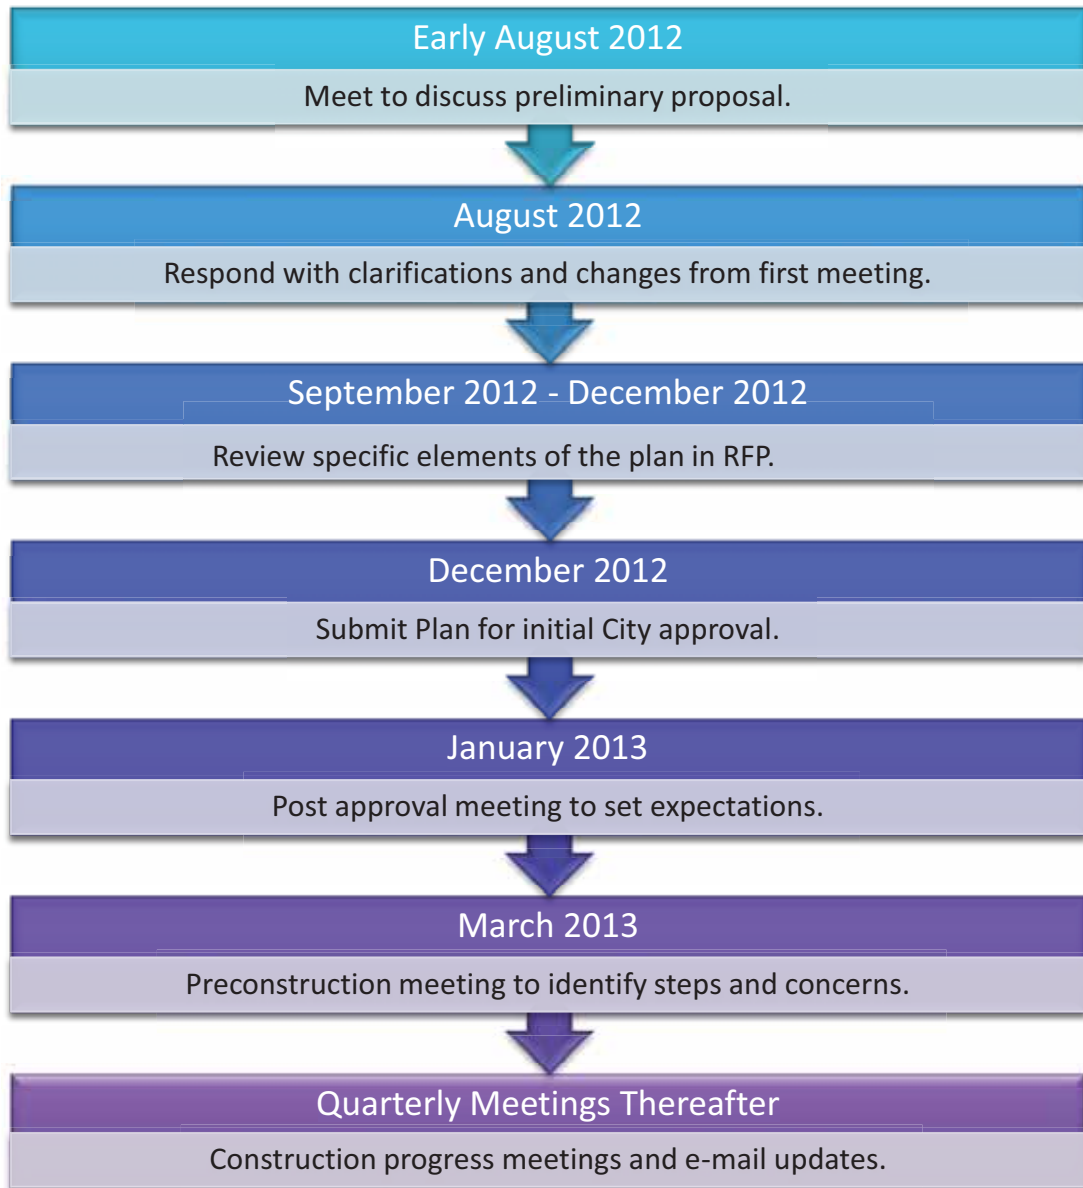 Early August 2012
Meet to discuss preliminary proposal.
August 2012
Respond with clarifications and changes from first meeting.
September 2012 - December 2012
Review specific elements of the plan in RFP.
December 2012
Submit Plan for initial City approval.
January 2013
Post approval meeting to set expectations.
March 2013
Preconstruction meeting to identify steps and concerns.
Quarterly Meetings Thereafter
Construction progress meetings and e-mail updates.